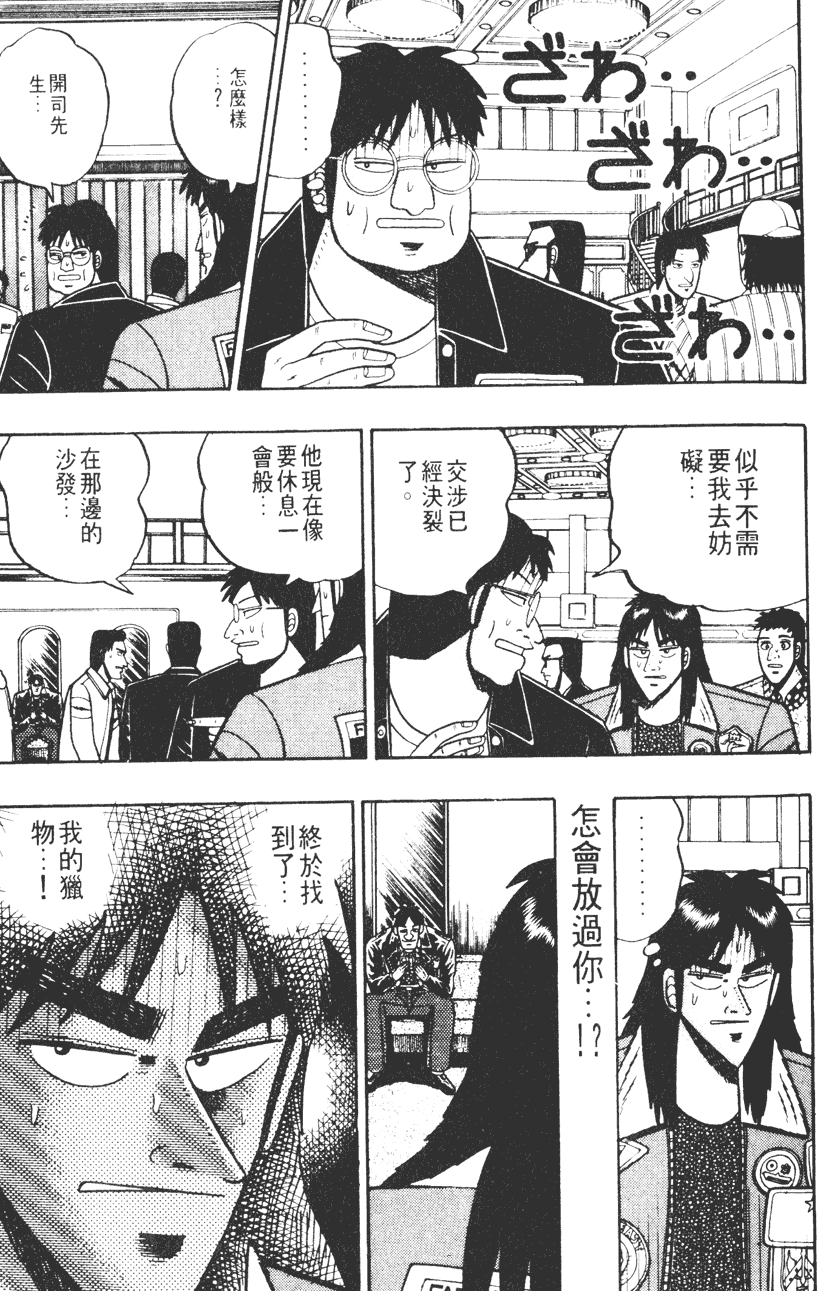 ………
ざわ‥
ざわ‥
ざわ‥
怎麼樣
…?
開司先
生…
似乎不需
要我去妨
礙…
交涉已
經決裂
了。
他現在像
要休息一
會般…
在那邊的
沙發…
………
怎會放過你…!?
終於找
到了…
我的獵
物…!